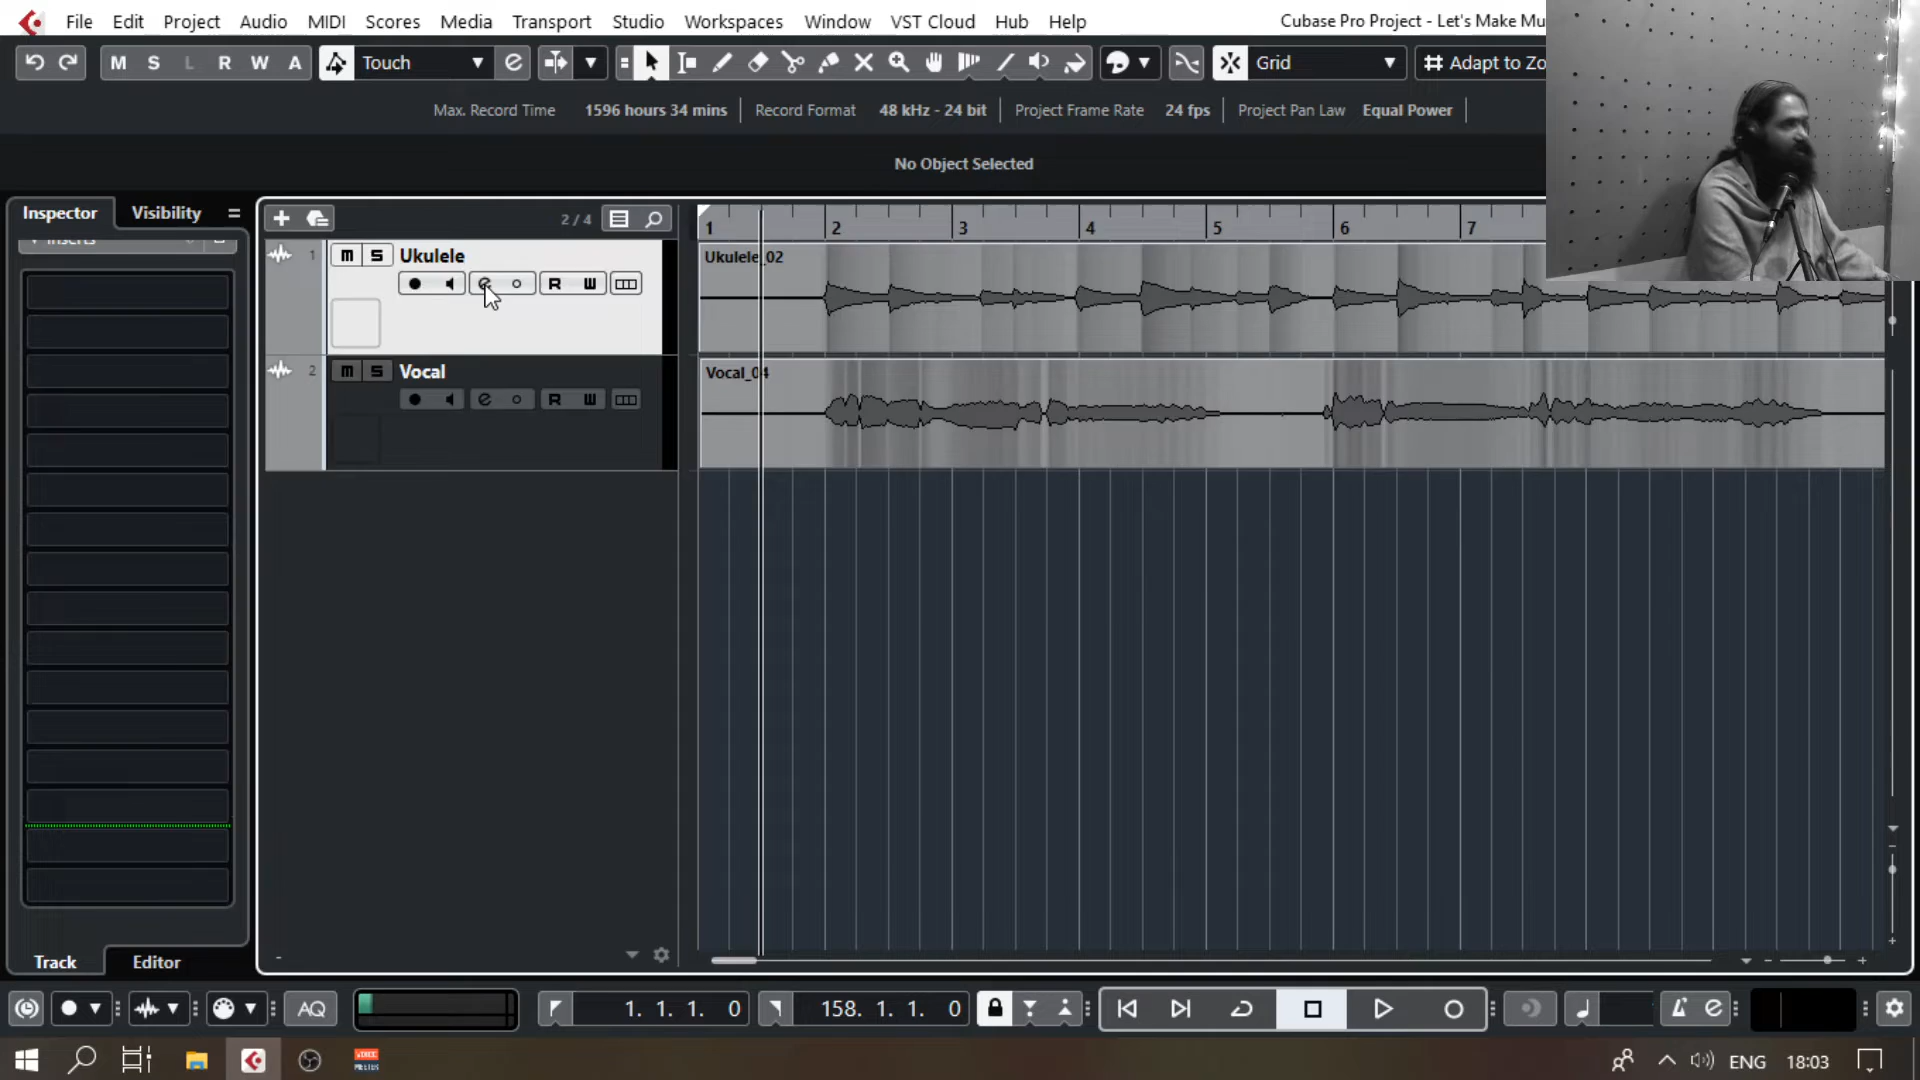 File Edit Project Audio MIDI Scores Media Transport Studio Workspaces Window VST Cloud Hub Help
Cubase Pro Project - Let's Make Mu
M S L R W A Touch Grid Adapt to Zo
Max. Record Time 1596 hours 34 mins Record Format 48 kHz - 24 bit Project Frame Rate 24 fps Project Pan Law Equal Power
No Object Selected
Inspector Visibility
2 / 4
1 2 3 4 5 6 7
Inserts
1 m S Ukulele
R W
Ukulele_02
2 m S Vocal
R W
Vocal_04
Track Editor
AQ 1. 1. 1. 0 158. 1. 1. 0
VOICE
ENG 18:03